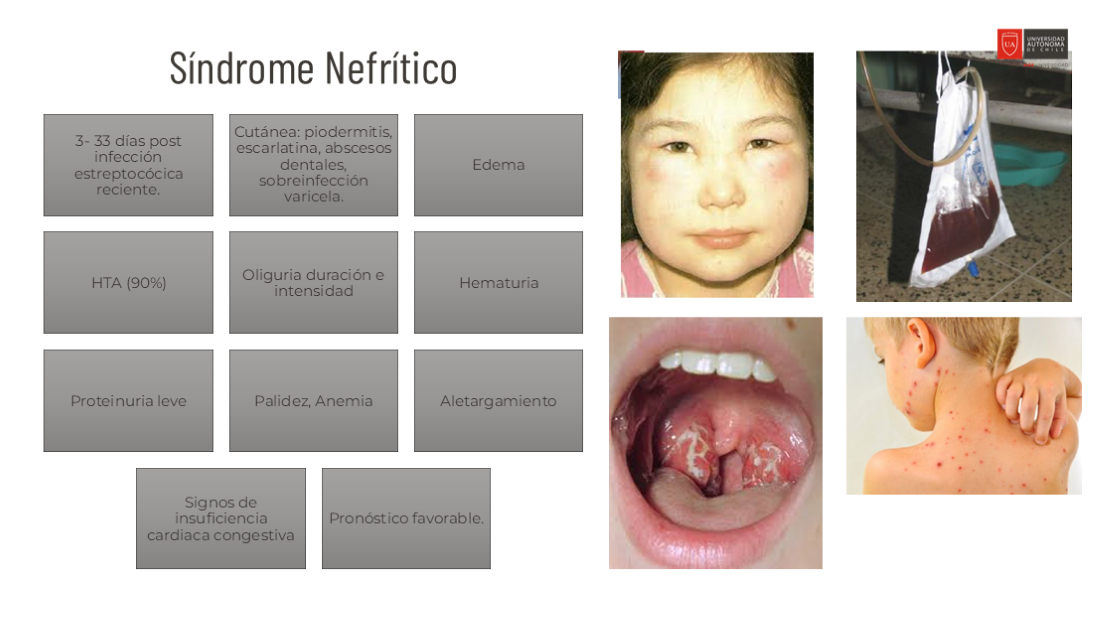 Síndrome Nefrítico
3- 33 días post
infección
estreptocócica
reciente.
Cutánea: piodermitis,
escarlatina, abscesos
dentales,
sobreinfección
varicela.
Edema
HTA (90%)
Oliguria duración e
intensidad
Hematuria
Proteinuria leve
Palidez, Anemia
Aletargamiento
Signos de
insuficiencia
cardiaca congestiva
Pronóstico favorable.
UA
UNIVERSIDAD
AUTÓNOMA
DE CHILE